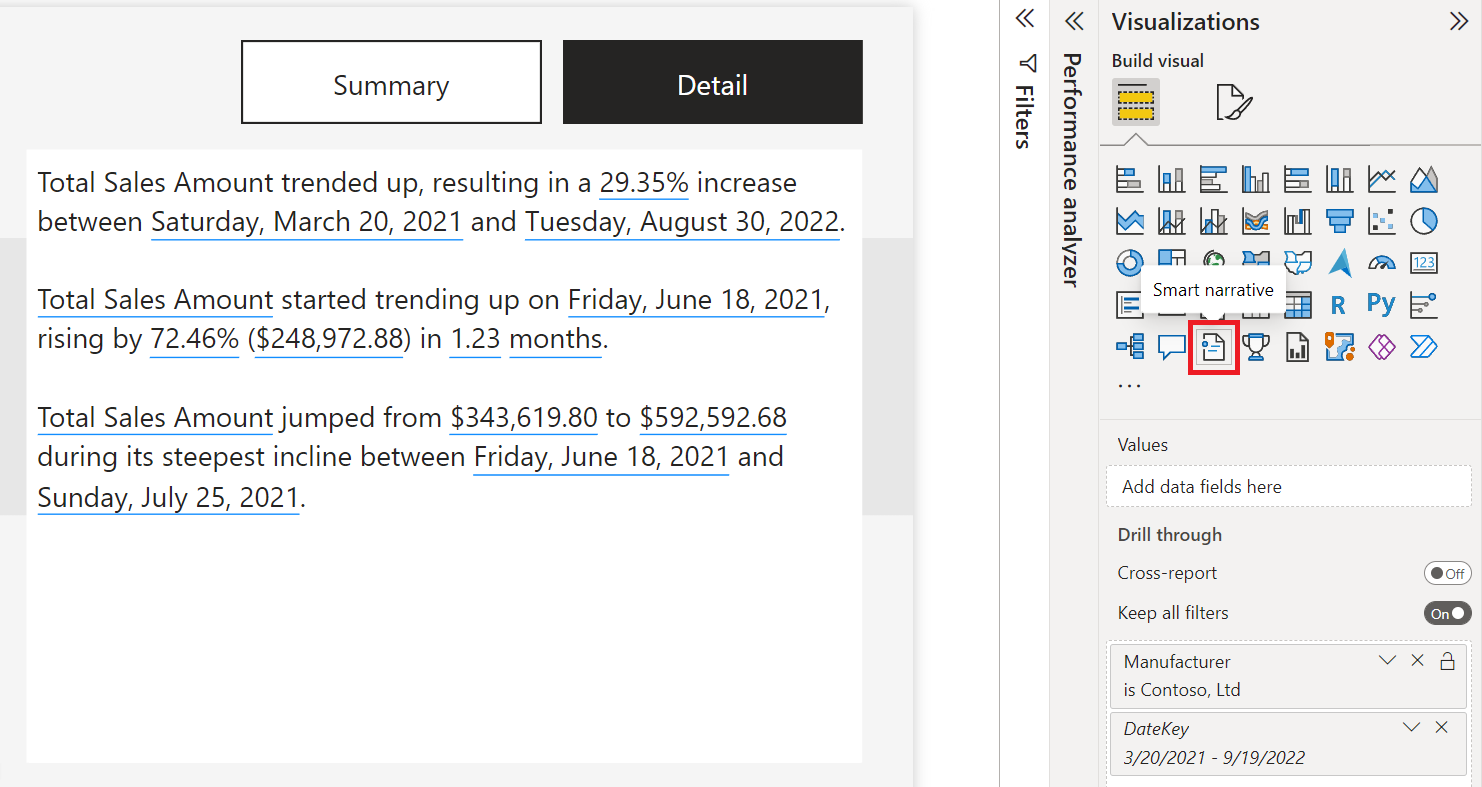 Summary
Detail
Total Sales Amount trended up, resulting in a 29.35% increase
between Saturday, March 20, 2021 and Tuesday, August 30, 2022.
Total Sales Amount started trending up on Friday, June 18, 2021,
rising by 72.46% ($248,972.88) in 1.23 months.
Total Sales Amount jumped from $343,619.80 to $592,592.68
during its steepest incline between Friday, June 18, 2021 and
Sunday, July 25, 2021.
Filters
Performance analyzer
Visualizations
Build visual
123
Smart narrative
R
Py
...
Values
Add data fields here
Drill through
Cross-report
Off
Keep all filters
On
Manufacturer
is Contoso, Ltd
DateKey
3/20/2021 - 9/19/2022